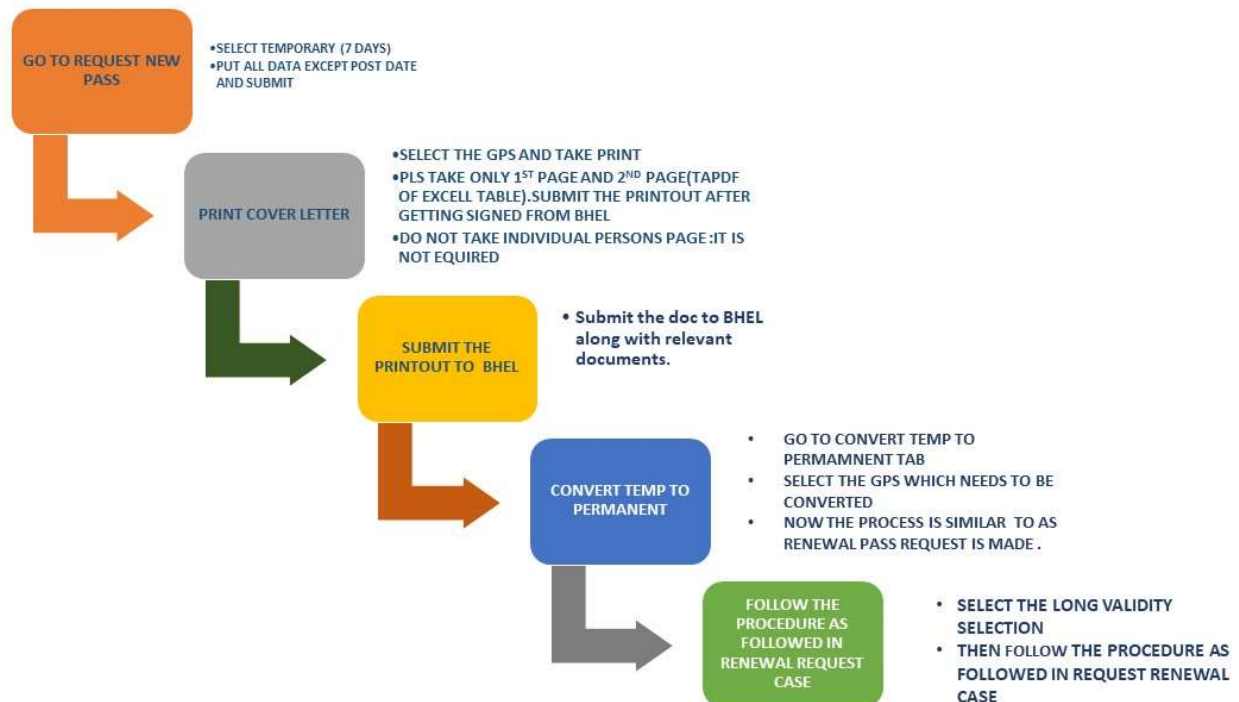 GO TO REQUEST NEW
PASS
•SELECT TEMPORARY (7 DAYS)
•PUT ALL DATA EXCEPT POST DATE
AND SUBMIT
PRINT COVER LETTER
•SELECT THE GPS AND TAKE PRINT
•PLS TAKE ONLY 1ST PAGE AND 2ND PAGE(TAPDF
OF EXCELL TABLE).SUBMIT THE PRINTOUT AFTER
GETTING SIGNED FROM BHEL
•DO NOT TAKE INDIVIDUAL PERSONS PAGE :IT IS
NOT EQUIRED
SUBMIT THE
PRINTOUT TO BHEL
• Submit the doc to BHEL
along with relevant
documents.
CONVERT TEMP TO
PERMANENT
• GO TO CONVERT TEMP TO
PERMAMNENT TAB
• SELECT THE GPS WHICH NEEDS TO BE
CONVERTED
• NOW THE PROCESS IS SIMILAR TO AS
RENEWAL PASS REQUEST IS MADE .
FOLLOW THE
PROCEDURE AS
FOLLOWED IN
RENEWAL REQUEST
CASE
• SELECT THE LONG VALIDITY
SELECTION
• THEN FOLLOW THE PROCEDURE AS
FOLLOWED IN REQUEST RENEWAL
CASE